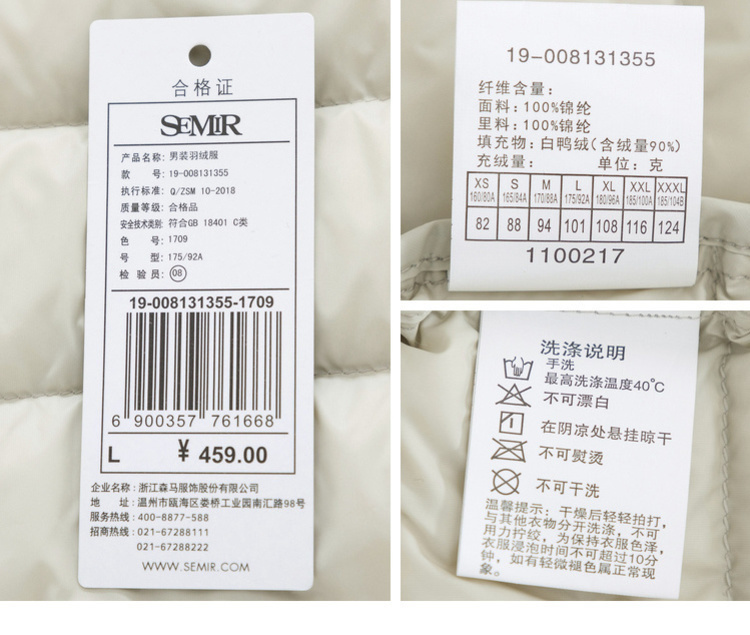 合格证
SEMIR
产品名称: 男装羽绒服
款 号: 19-008131355
执行标准: Q/ZSM 10-2018
质量等级: 合格品
安全技术类别: 符合GB 18401 C类
色 号: 1709
号 型: 175/92A
检 验 员: 08
19-008131355-1709
6 900357 761668
L ¥ 459.00
企业名称: 浙江森马服饰股份有限公司
地 址: 温州市瓯海区娄桥工业园南汇路98号
服务热线: 400-8877-588
招商热线: 021-67288111
021-67288222
WWW.SEMIR.COM
19-008131355
纤维含量:
面料: 100%锦纶
里料: 100%锦纶
填充物: 白鸭绒(含绒量90%)
充绒量: 单位: 克
XS S M L XL XXL XXXL
160/80A 165/84A 170/88A 175/92A 180/96A 185/100A 185/104B
82 88 94 101 108 116 124
1100217
洗涤说明
手洗
最高洗涤温度40℃
不可漂白
在阴凉处悬挂晾干
不可熨烫
不可干洗
温馨提示: 干燥后轻轻拍打,
与其他衣物分开洗涤, 不可
用力拧绞, 为保持衣服色泽,
衣服浸泡时间不可超过10分
钟, 如有轻微褪色属正常现
象。